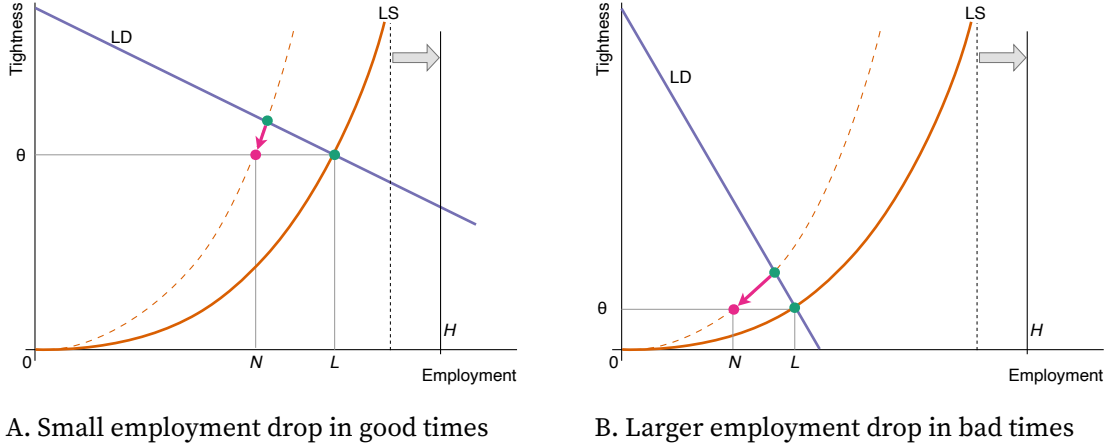 Tightness
LD
LS
θ
H
0
N
L
Employment
A. Small employment drop in good times
Tightness
LD
LS
θ
H
0
N
L
Employment
B. Larger employment drop in bad times